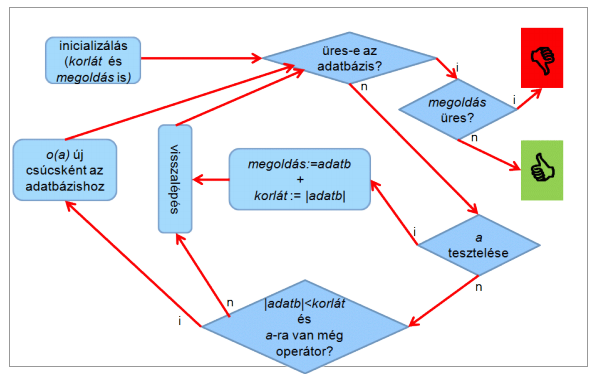 inicializálás
(korlát és
megoldás is)
üres-e az
adatbázis?
i
n
megoldás
üres?
i
n
o(a) új
csúcsként az
adatbázishoz
visszalépés
megoldás:=adatb
+
korlát := |adatb|
a
tesztelése
i
n
|adatb|<korlát
és
a-ra van még
operátor?
n
i